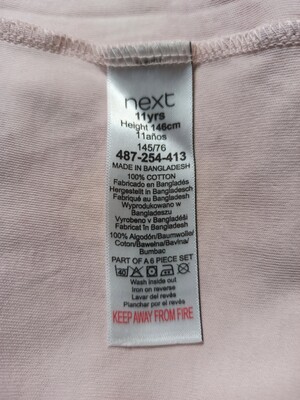 next
11yrs
Height 146cm
11años
145/76
487-254-413
MADE IN BANGLADESH
100% COTTON
Fabricado en Bangladés
Hergestellt in Bangladesch
Fabriqué au Bangladesh
Wyprodukowano w
Bangladeszu
Vyrobeno v Bangladéši
Fabricat în Bangladesh
100% Algodón/Baumwolle/
Coton/Bawełna/Bavlna/
Bumbac
PART OF A 6 PIECE SET
40
Wash inside out
Iron on reverse
Lavar del revés
Planchar por el revés
KEEP AWAY FROM FIRE